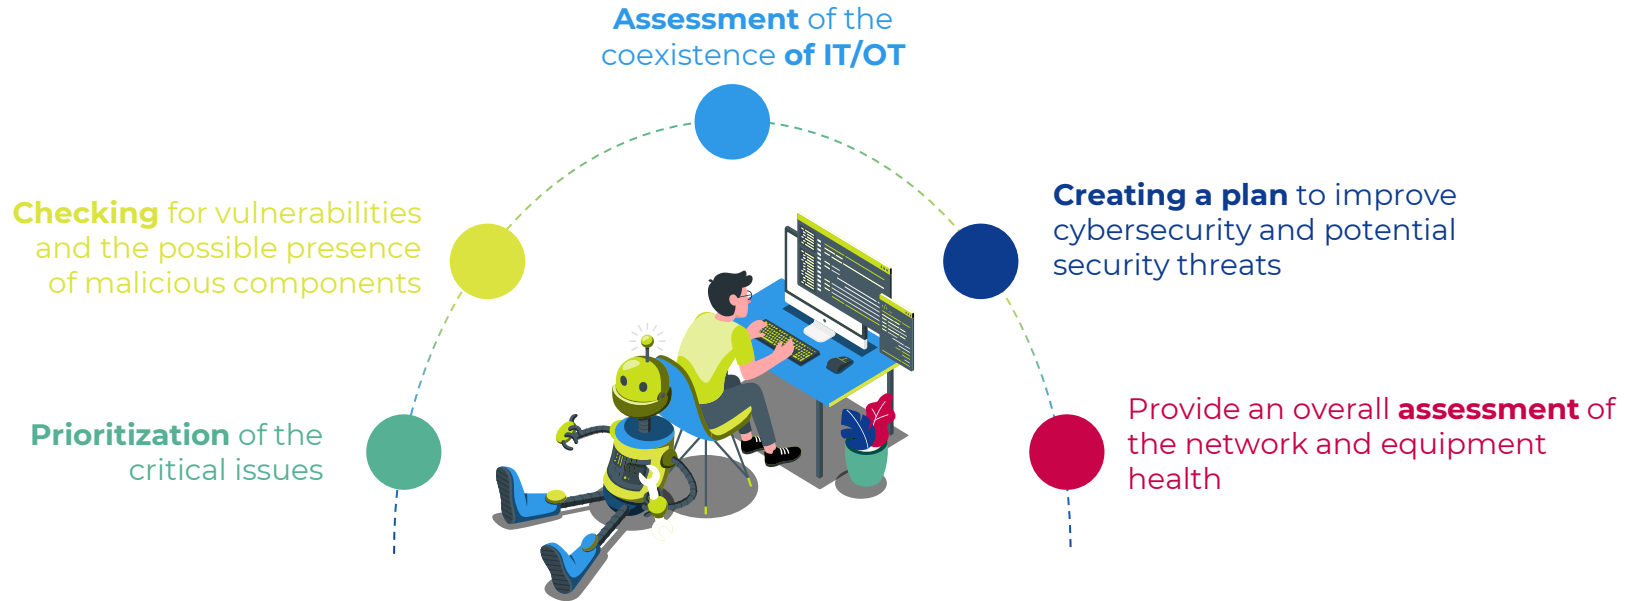 Assessment of the
coexistence of IT/OT
Checking for vulnerabilities
and the possible presence
of malicious components
Creating a plan to improve
cybersecurity and potential
security threats
Prioritization of the
critical issues
Provide an overall assessment of
the network and equipment
health